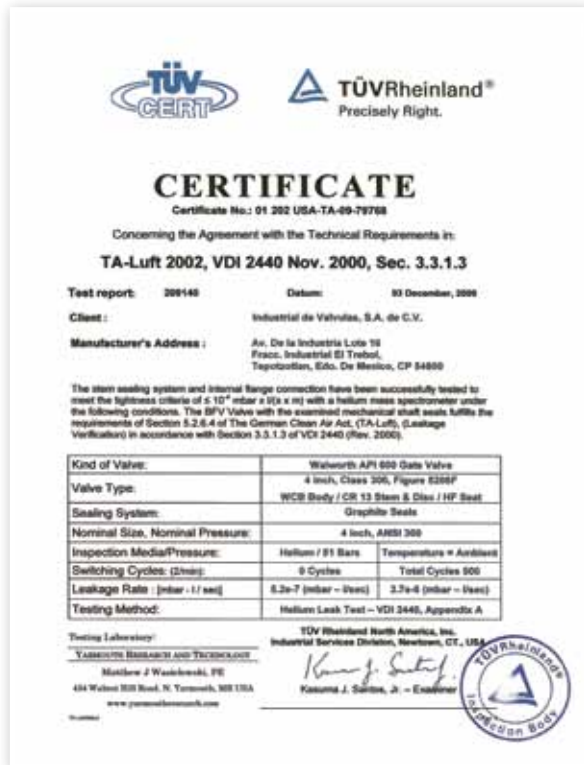 TÜV
CERT
TÜVRheinland®
Precisely Right.
CERTIFICATE
Certificate No.: 01 202 USA-TA-09-79768
Concerning the Agreement with the Technical Requirements in:
TA-Luft 2002, VDI 2440 Nov. 2000, Sec. 3.3.1.3
Test report: 209140 Datum: 03 December, 2009
Client : Industrial de Valvulas, S.A. de C.V.
Manufacturer's Address : Av. De la Industria Lote 16
Fracc. Industrial El Trebol,
Tepotzotlan, Edo. De Mexico, CP 54600
The stem sealing system and internal flange connection have been successfully tested to
meet the tightness criteria of ≤ 10⁻⁴ mbar x l/(s x m) with a helium mass spectrometer under
the following conditions. The BFV Valve with the examined mechanical shaft seals fulfills the
requirements of Section 5.2.6.4 of The German Clean Air Act, (TA-Luft), (Leakage
Verification) in accordance with Section 3.3.1.3 of VDI 2440 (Rev. 2000).
Kind of Valve: Walworth API 600 Gate Valve
Valve Type: 4 inch, Class 300, Figure 5206F
WCB Body / CR 13 Stem & Disc / HF Seat
Sealing System: Graphite Seals
Nominal Size, Nominal Pressure: 4 inch, ANSI 300
Inspection Media/Pressure: Helium / 51 Bars Temperature = Ambient
Switching Cycles: (2/min): 0 Cycles Total Cycles 500
Leakage Rate : [mbar - l / sec] 5.2e-7 (mbar – l/sec) 3.7e-6 (mbar – l/sec)
Testing Method: Helium Leak Test – VDI 2440, Appendix A
Testing Laboratory:
YARMOUTH RESEARCH AND TECHNOLOGY
Matthew J Wasielewski, PE
434 Walnut Hill Road, N. Yarmouth, ME USA
www.yarmouthresearch.com
TÜV Rheinland North America, Inc.
Industrial Services Division, Newtown, CT., USA
Kasuma J. Santos, Jr. – Examiner
TÜVRheinland®
Inspection Body